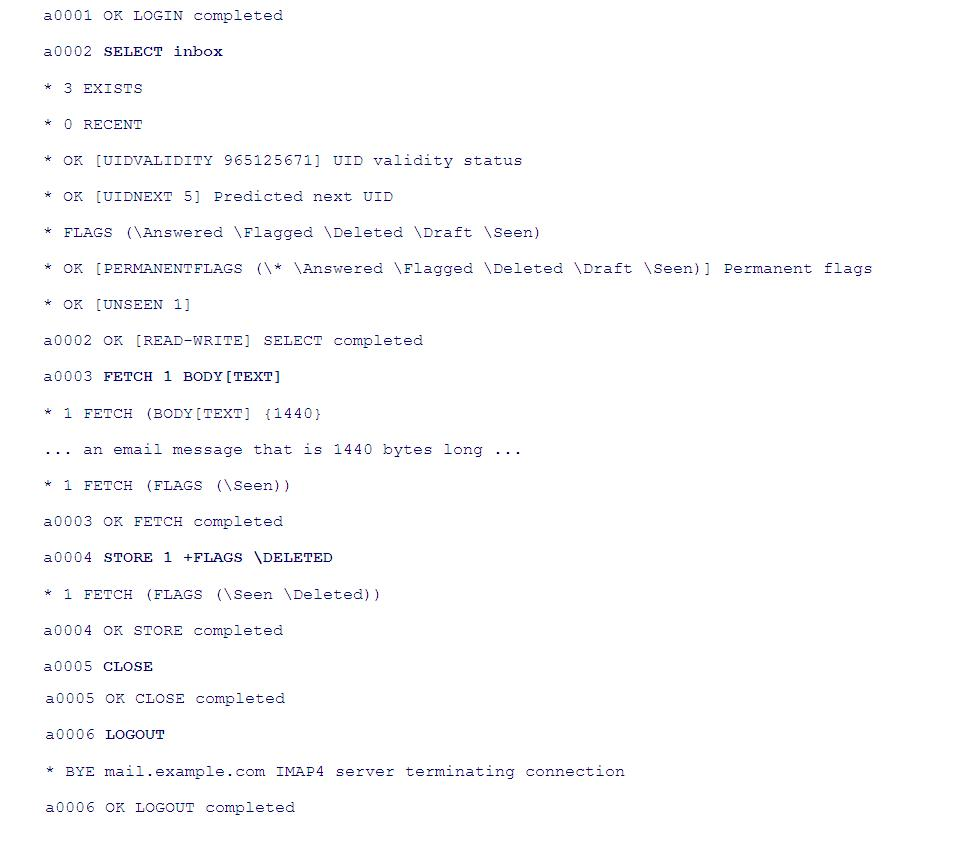 a0001 OK LOGIN completed
a0002 SELECT inbox
* 3 EXISTS
* 0 RECENT
* OK [UIDVALIDITY 965125671] UID validity status
* OK [UIDNEXT 5] Predicted next UID
* FLAGS (\Answered \Flagged \Deleted \Draft \Seen)
* OK [PERMANENTFLAGS (\* \Answered \Flagged \Deleted \Draft \Seen)] Permanent flags
* OK [UNSEEN 1]
a0002 OK [READ-WRITE] SELECT completed
a0003 FETCH 1 BODY[TEXT]
* 1 FETCH (BODY[TEXT] {1440}
... an email message that is 1440 bytes long ...
* 1 FETCH (FLAGS (\Seen))
a0003 OK FETCH completed
a0004 STORE 1 +FLAGS \DELETED
* 1 FETCH (FLAGS (\Seen \Deleted))
a0004 OK STORE completed
a0005 CLOSE
a0005 OK CLOSE completed
a0006 LOGOUT
* BYE mail.example.com IMAP4 server terminating connection
a0006 OK LOGOUT completed